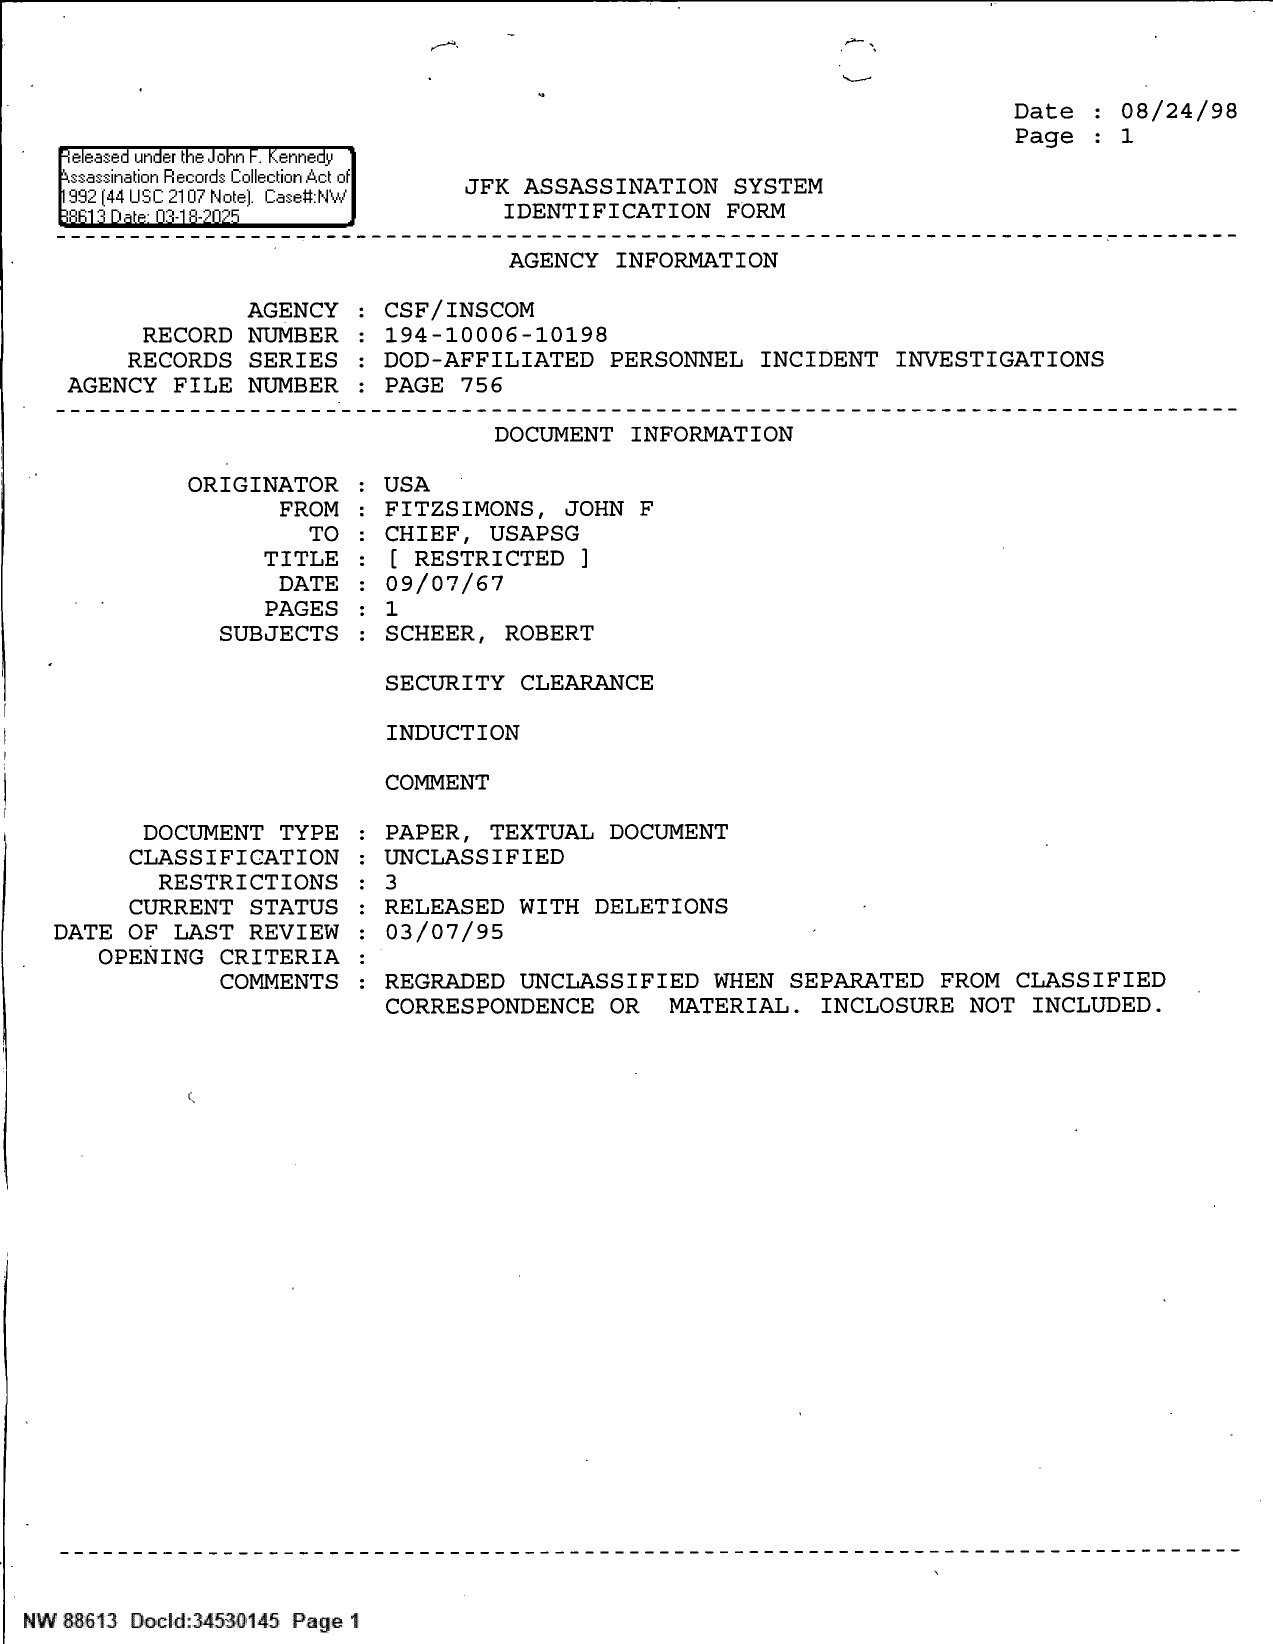 Date : 08/24/98
Page : 1
Released under the John F. Kennedy
Assassination Records Collection Act of
1992 (44 USC 2107 Note). Case#:NW
88613 Date: 03-18-2025
JFK ASSASSINATION SYSTEM
IDENTIFICATION FORM
AGENCY INFORMATION
AGENCY : CSF/INSCOM
RECORD NUMBER : 194-10006-10198
RECORDS SERIES : DOD-AFFILIATED PERSONNEL INCIDENT INVESTIGATIONS
AGENCY FILE NUMBER : PAGE 756
DOCUMENT INFORMATION
ORIGINATOR : USA
FROM : FITZSIMONS, JOHN F
TO : CHIEF, USAPSG
TITLE : [ RESTRICTED ]
DATE : 09/07/67
PAGES : 1
SUBJECTS : SCHEER, ROBERT
SECURITY CLEARANCE
INDUCTION
COMMENT
DOCUMENT TYPE : PAPER, TEXTUAL DOCUMENT
CLASSIFICATION : UNCLASSIFIED
RESTRICTIONS : 3
CURRENT STATUS : RELEASED WITH DELETIONS
DATE OF LAST REVIEW : 03/07/95
OPENING CRITERIA :
COMMENTS : REGRADED UNCLASSIFIED WHEN SEPARATED FROM CLASSIFIED
CORRESPONDENCE OR MATERIAL. INCLOSURE NOT INCLUDED.
NW 88613 DocId:34530145 Page 1